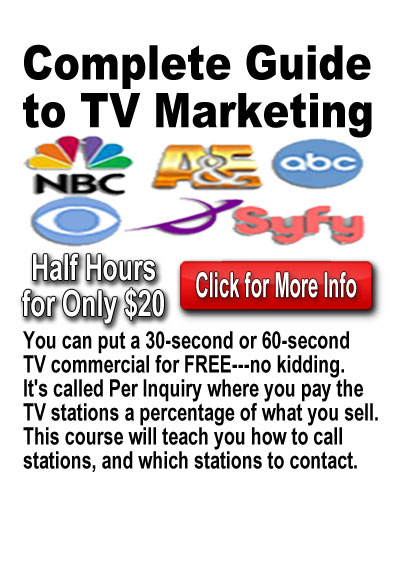 Complete Guide
to TV Marketing
NBC A&E abc
Syfy
Half Hours
for Only $20
Click for More Info
You can put a 30-second or 60-second
TV commercial for FREE---no kidding.
It's called Per Inquiry where you pay the
TV stations a percentage of what you sell.
This course will teach you how to call
stations, and which stations to contact.